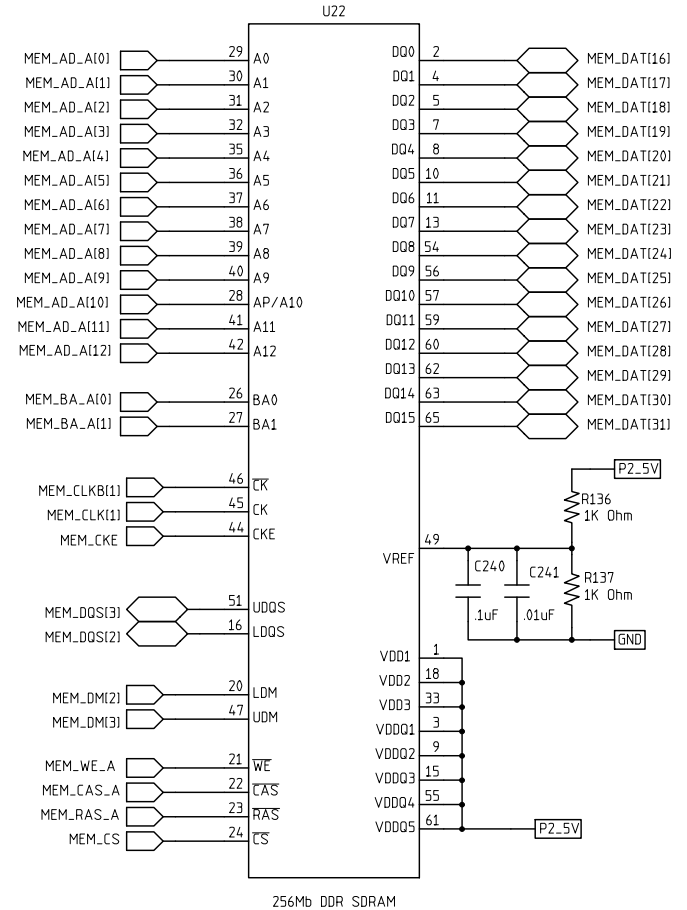 U22
MEM_AD_A[0] 29 A0 DQ0 2 MEM_DAT[16]
MEM_AD_A[1] 30 A1 DQ1 4 MEM_DAT[17]
MEM_AD_A[2] 31 A2 DQ2 5 MEM_DAT[18]
MEM_AD_A[3] 32 A3 DQ3 7 MEM_DAT[19]
MEM_AD_A[4] 35 A4 DQ4 8 MEM_DAT[20]
MEM_AD_A[5] 36 A5 DQ5 10 MEM_DAT[21]
MEM_AD_A[6] 37 A6 DQ6 11 MEM_DAT[22]
MEM_AD_A[7] 38 A7 DQ7 13 MEM_DAT[23]
MEM_AD_A[8] 39 A8 DQ8 54 MEM_DAT[24]
MEM_AD_A[9] 40 A9 DQ9 56 MEM_DAT[25]
MEM_AD_A[10] 28 AP/A10 DQ10 57 MEM_DAT[26]
MEM_AD_A[11] 41 A11 DQ11 59 MEM_DAT[27]
MEM_AD_A[12] 42 A12 DQ12 60 MEM_DAT[28]
DQ13 62 MEM_DAT[29]
MEM_BA_A[0] 26 BA0 DQ14 63 MEM_DAT[30]
MEM_BA_A[1] 27 BA1 DQ15 65 MEM_DAT[31]
P2_5V
MEM_CLKB[1] 46 CK
R136
1K Ohm
MEM_CLK[1] 45 CK
MEM_CKE 44 CKE
VREF 49
C240
.1uF
C241
.01uF
R137
1K Ohm
GND
MEM_DQS[3] 51 UDQS
MEM_DQS[2] 16 LDQS
VDD1 1
VDD2 18
MEM_DM[2] 20 LDM
VDD3 33
MEM_DM[3] 47 UDM
VDDQ1 3
VDDQ2 9
MEM_WE_A 21 WE
VDDQ3 15
MEM_CAS_A 22 CAS
VDDQ4 55
MEM_RAS_A 23 RAS
VDDQ5 61 P2_5V
MEM_CS 24 CS
256Mb DDR SDRAM